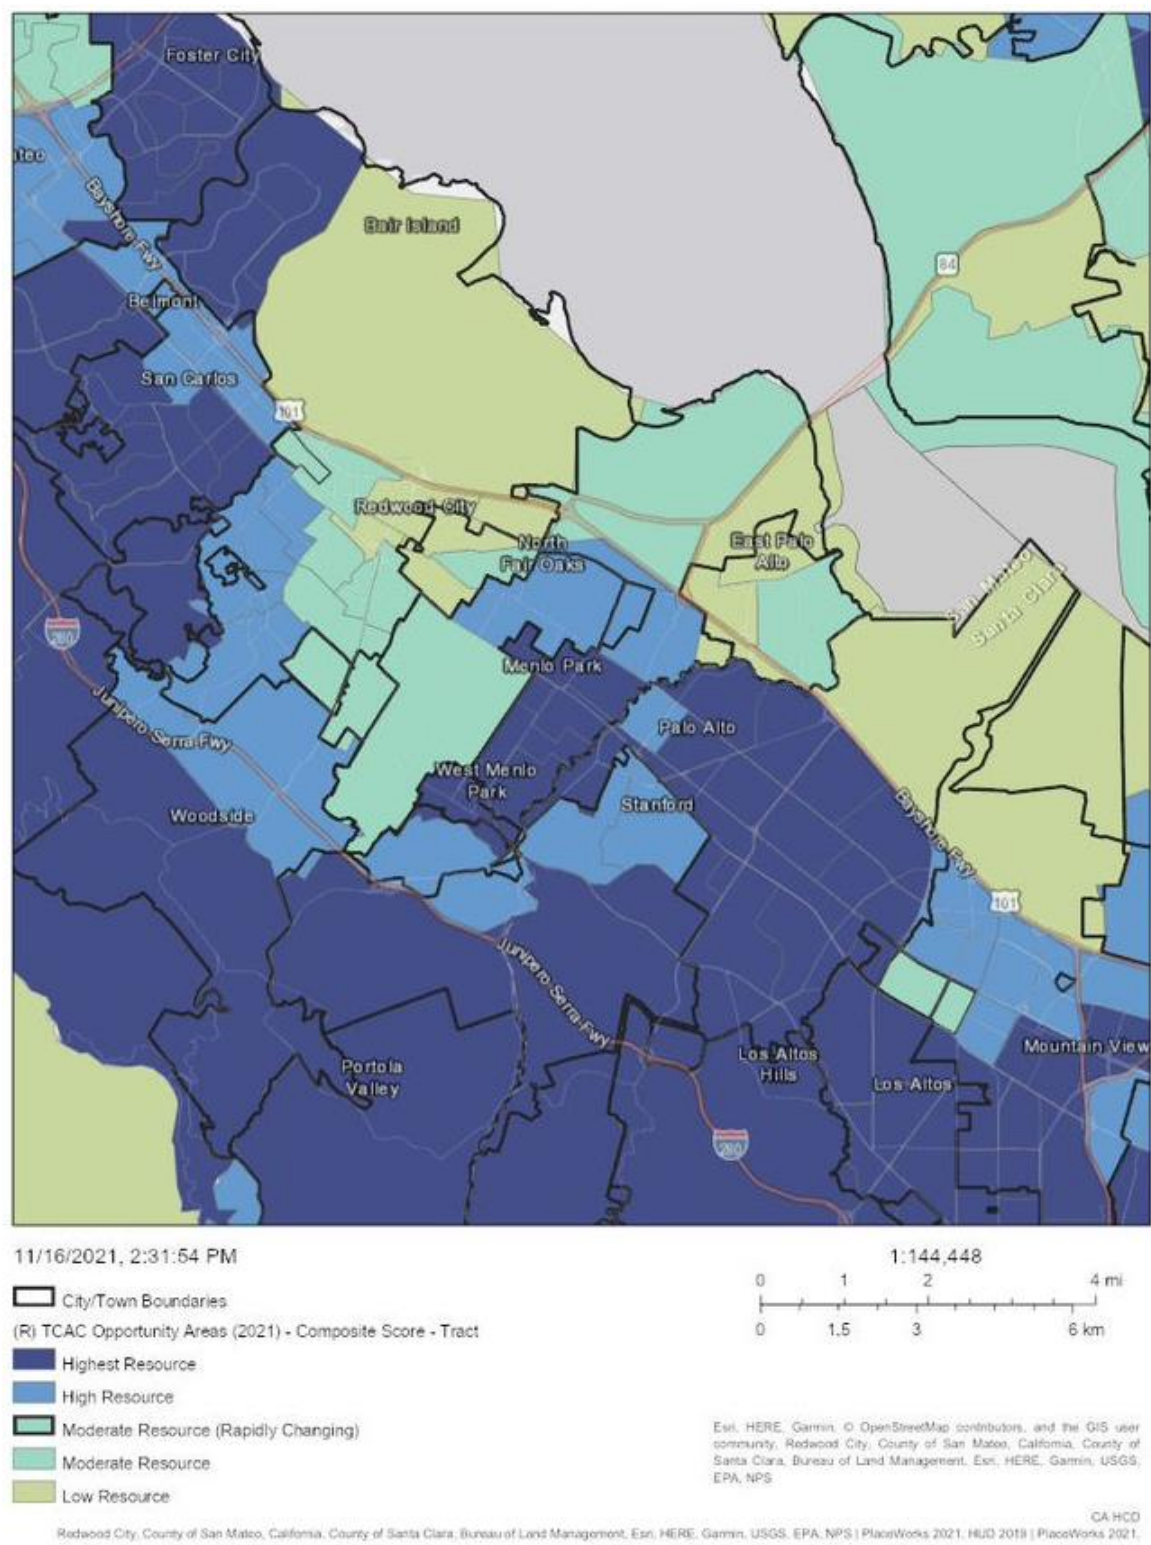 Foster City
ateo
Bayshore Fwy
Bair Island
84
Belmont
San Carlos
101
Redwood City
North
Fair Oaks
East Palo
Alto
San Mateo
Santa Clara
280
Menlo Park
Junipero Serra Fwy
Palo Alto
West Menlo
Park
Stanford
Woodside
Bayshore Fwy
101
Junipero Serra Fwy
Portola
Valley
Los Altos
Hills
Mountain View
Los Altos
280
11/16/2021, 2:31:54 PM
1:144,448
0 1 2 4 mi
0 1.5 3 6 km
City/Town Boundaries
(R) TCAC Opportunity Areas (2021) - Composite Score - Tract
Highest Resource
High Resource
Moderate Resource (Rapidly Changing)
Moderate Resource
Low Resource
Esri, HERE, Garmin, © OpenStreetMap contributors, and the GIS user
community, Redwood City, County of San Mateo, California, County of
Santa Clara, Bureau of Land Management, Esri, HERE, Garmin, USGS,
EPA, NPS
CA HCD
Redwood City, County of San Mateo, California, County of Santa Clara, Bureau of Land Management, Esri, HERE, Garmin, USGS, EPA, NPS | PlaceWorks 2021, HUD 2019 | PlaceWorks 2021,